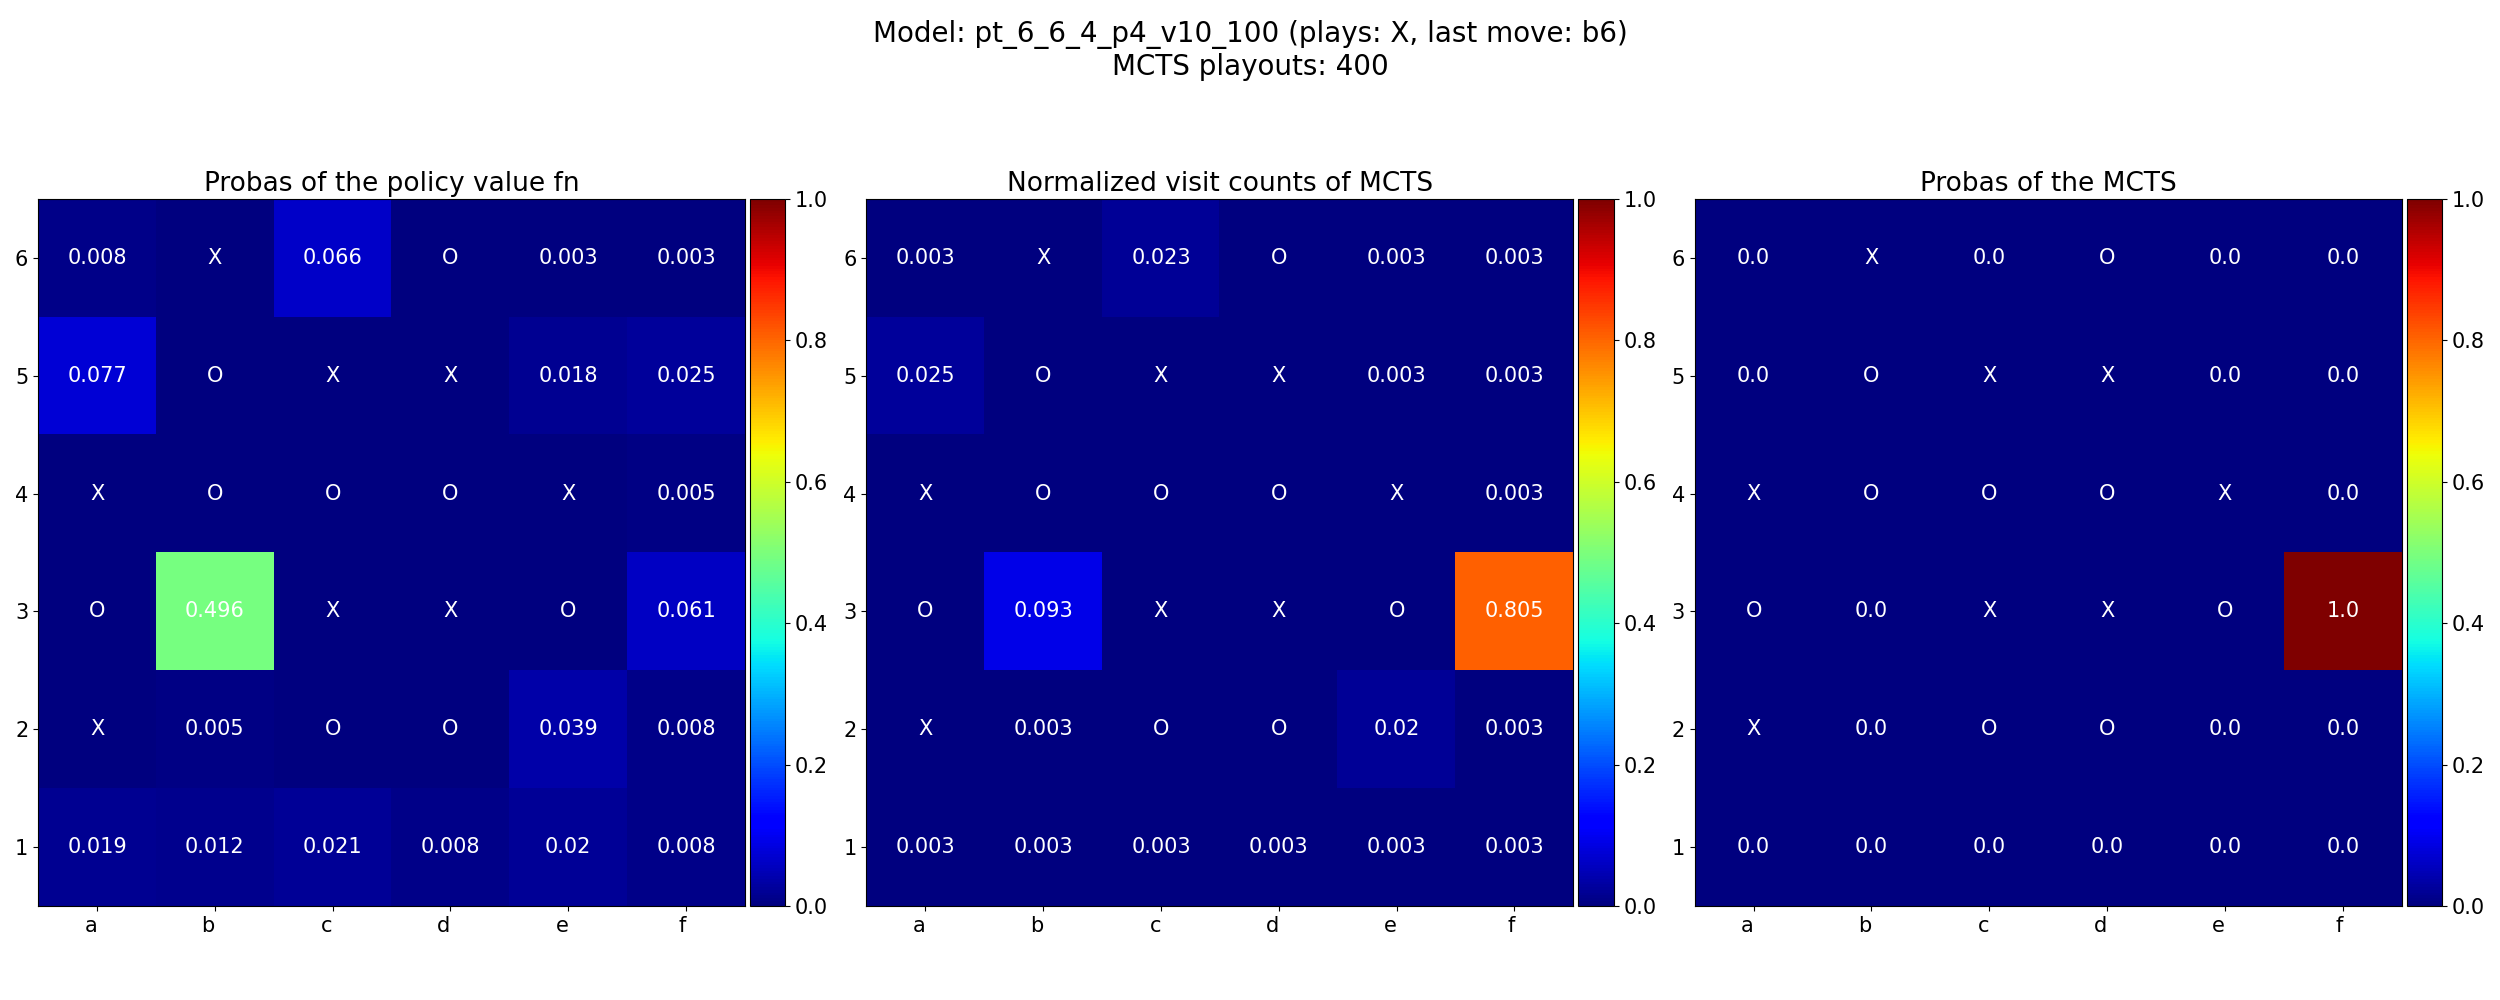 Model: pt_6_6_4_p4_v10_100 (plays: X, last move: b6)
MCTS playouts: 400
Probas of the policy value fn
6 0.008 X 0.066 O 0.003 0.003
5 0.077 O X X 0.018 0.025
4 X O O O X 0.005
3 O 0.496 X X O 0.061
2 X 0.005 O O 0.039 0.008
1 0.019 0.012 0.021 0.008 0.02 0.008
a b c d e f
1.0
0.8
0.6
0.4
0.2
0.0
Normalized visit counts of MCTS
6 0.003 X 0.023 O 0.003 0.003
5 0.025 O X X 0.003 0.003
4 X O O O X 0.003
3 O 0.093 X X O 0.805
2 X 0.003 O O 0.02 0.003
1 0.003 0.003 0.003 0.003 0.003 0.003
a b c d e f
1.0
0.8
0.6
0.4
0.2
0.0
Probas of the MCTS
6 0.0 X 0.0 O 0.0 0.0
5 0.0 O X X 0.0 0.0
4 X O O O X 0.0
3 O 0.0 X X O 1.0
2 X 0.0 O O 0.0 0.0
1 0.0 0.0 0.0 0.0 0.0 0.0
a b c d e f
1.0
0.8
0.6
0.4
0.2
0.0